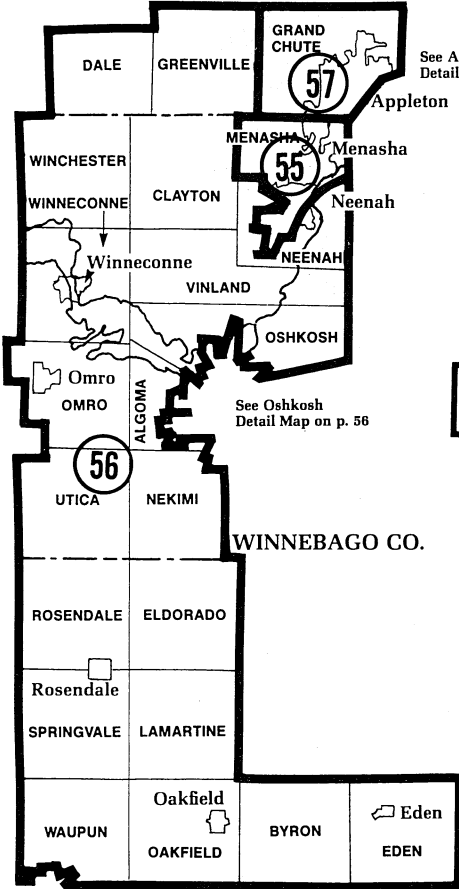 GRAND
CHUTE
See A
Detail
DALE
GREENVILLE
57
Appleton
MENASHA
Menasha
55
WINCHESTER
CLAYTON
WINNECONNE
Neenah
NEENAH
Winneconne
VINLAND
OSHKOSH
Omro
OMRO
ALGOMA
See Oshkosh
Detail Map on p. 56
56
UTICA
NEKIMI
WINNEBAGO CO.
ROSENDALE
ELDORADO
Rosendale
SPRINGVALE
LAMARTINE
Oakfield
Eden
WAUPUN
OAKFIELD
BYRON
EDEN